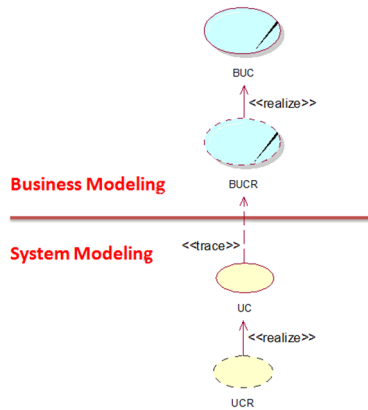 BUC
<<realize>>
BUCR
Business Modeling
<<trace>>
System Modeling
UC
<<realize>>
UCR